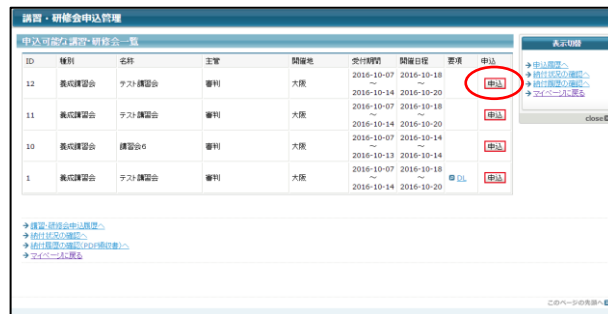 講習・研修会申込管理
申込可能な講習・研修会一覧
ID 種別 名称 主管 開催地 受付期間 開催日程 要項 申込
12 養成講習会 テスト講習会 審判 大阪 2016-10-07 ～ 2016-10-14 2016-10-18 ～ 2016-10-20 申込
11 養成講習会 テスト講習会 審判 大阪 2016-10-07 ～ 2016-10-14 2016-10-18 ～ 2016-10-20 申込
10 養成講習会 講習会6 審判 大阪 2016-10-07 ～ 2016-10-13 2016-10-14 ～ 2016-10-14 申込
1 養成講習会 テスト講習会 審判 大阪 2016-10-07 ～ 2016-10-14 2016-10-18 ～ 2016-10-20 DL 申込
講習・研修会申込履歴へ
納付状況の確認へ
納付履歴の確認(PDF領収書)へ
マイページに戻る
表示切替
申込履歴へ
納付状況の確認へ
納付履歴の確認へ
マイページに戻る
close
このページの先頭へ